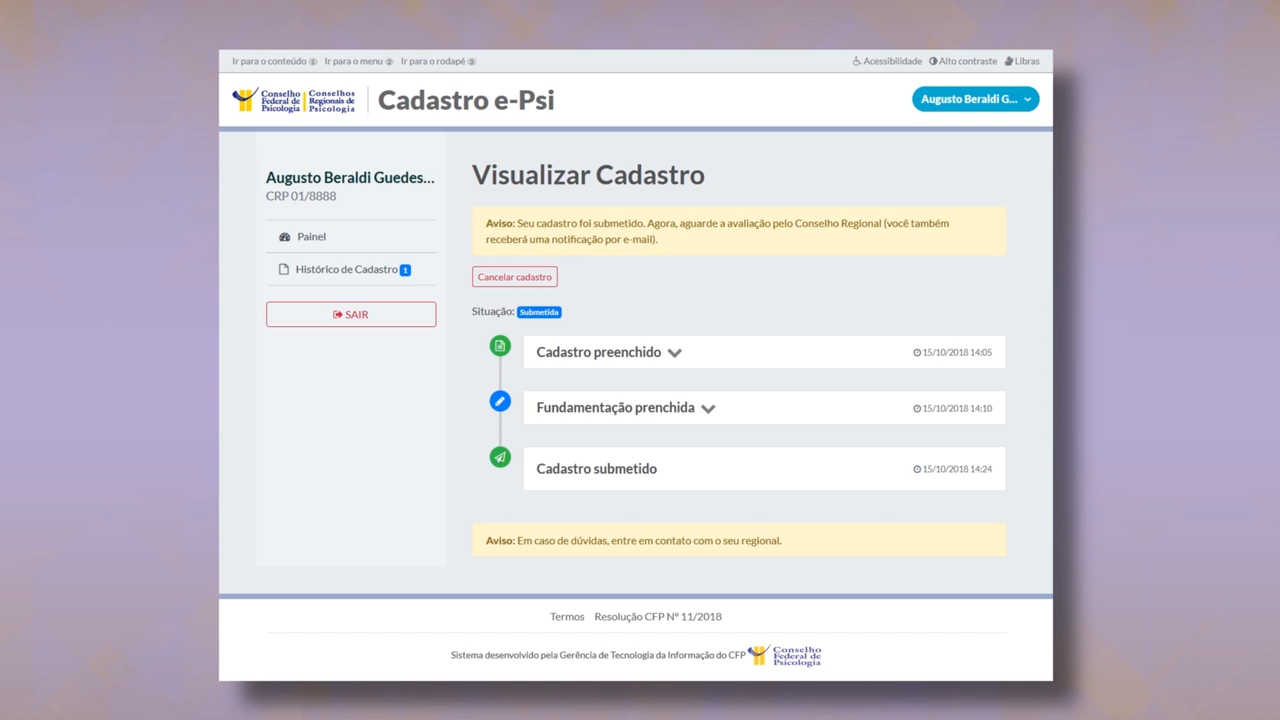 Ir para o conteúdo 1 Ir para o menu 2 Ir para o rodapé 3
Acessibilidade Alto contraste Libras
Conselho Federal de Psicologia
Conselhos Regionais de Psicologia
Cadastro e-Psi
Augusto Beraldi G...
Augusto Beraldi Guedes...
CRP 01/8888
Painel
Histórico de Cadastro 1
SAIR
Visualizar Cadastro
Aviso: Seu cadastro foi submetido. Agora, aguarde a avaliação pelo Conselho Regional (você também
receberá uma notificação por e-mail).
Cancelar cadastro
Situação: Submetida
Cadastro preenchido 15/10/2018 14:05
Fundamentação prenchida 15/10/2018 14:10
Cadastro submetido 15/10/2018 14:24
Aviso: Em caso de dúvidas, entre em contato com o seu regional.
Termos Resolução CFP Nº 11/2018
Sistema desenvolvido pela Gerência de Tecnologia da Informação do CFP
Conselho
Federal de
Psicologia